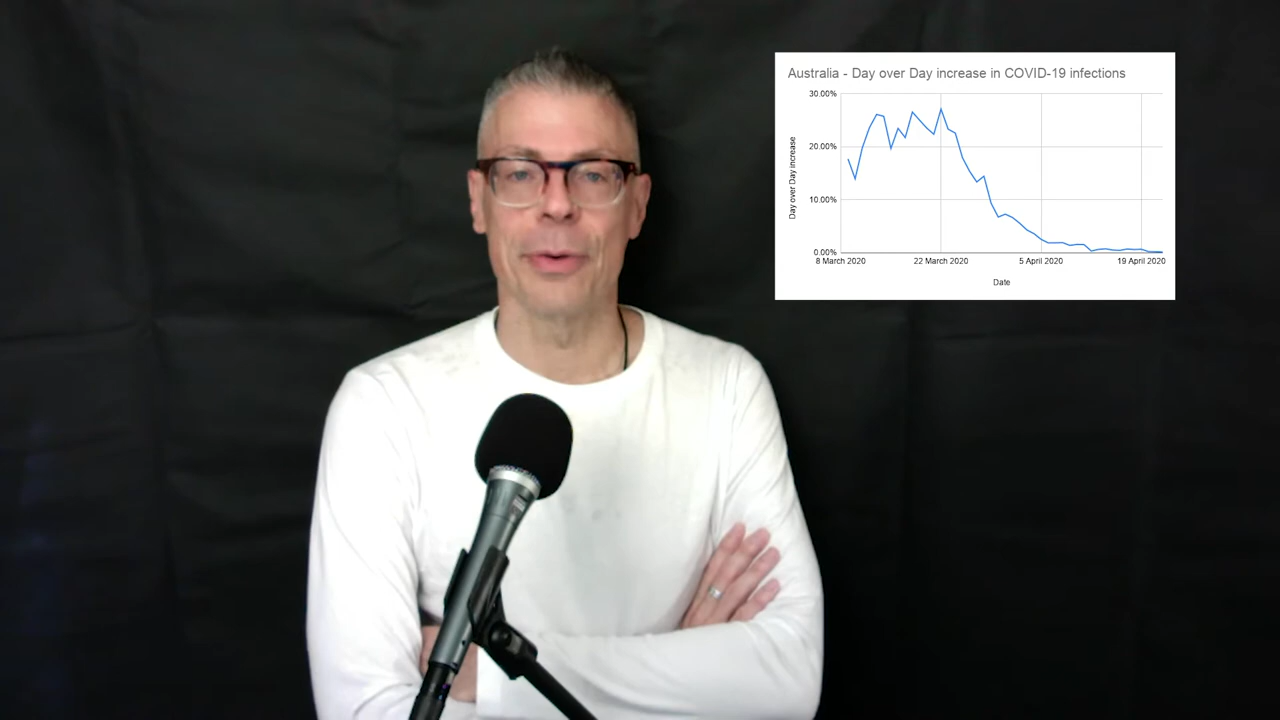 Australia - Day over Day increase in COVID-19 infections
30.00%
20.00%
10.00%
0.00%
Day over Day increase
8 March 2020
22 March 2020
5 April 2020
19 April 2020
Date